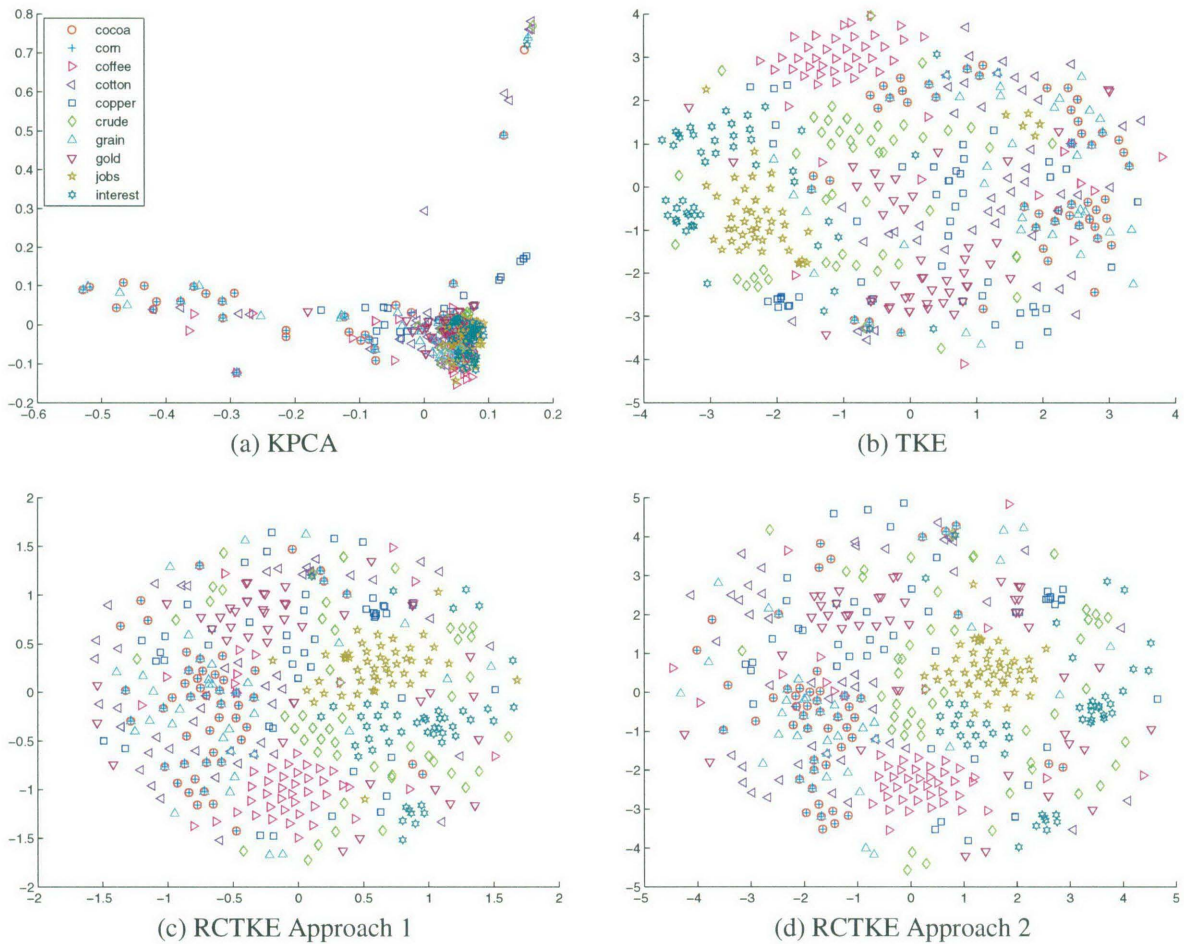 0.8
0.7
0.6
0.5
0.4
0.3
0.2
0.1
0
−0.1
−0.2
−0.6 −0.5 −0.4 −0.3 −0.2 −0.1 0 0.1 0.2
cocoa
corn
coffee
cotton
copper
crude
grain
gold
jobs
interest
(a) KPCA
4
3
2
1
0
−1
−2
−3
−4
−5
−4 −3 −2 −1 0 1 2 3 4
(b) TKE
2
1.5
1
0.5
0
−0.5
−1
−1.5
−2
−2 −1.5 −1 −0.5 0 0.5 1 1.5 2
(c) RCTKE Approach 1
5
4
3
2
1
0
−1
−2
−3
−4
−5
−5 −4 −3 −2 −1 0 1 2 3 4 5
(d) RCTKE Approach 2